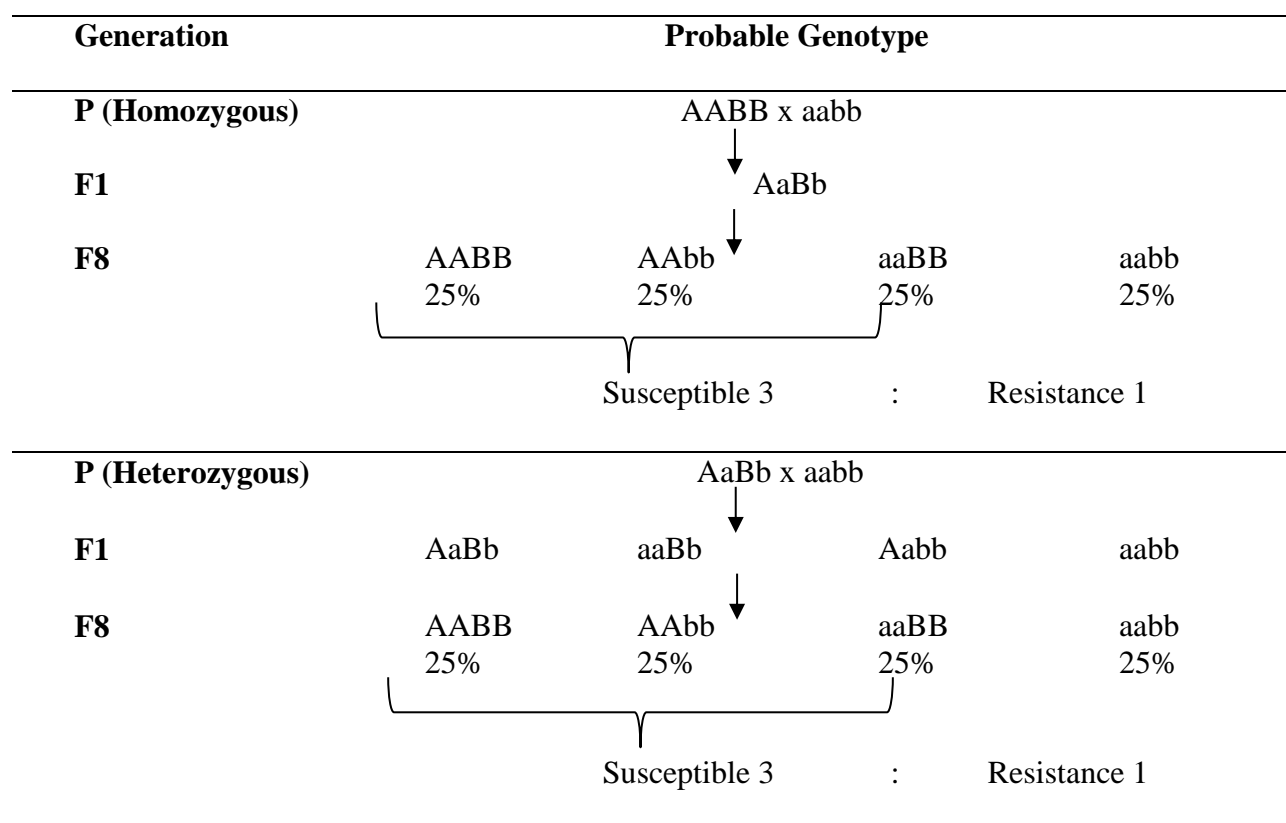 Generation Probable Genotype
P (Homozygous) AABB x aabb
F1 AaBb
F8 AABB AAbb aaBB aabb
25% 25% 25% 25%
Susceptible 3 : Resistance 1
P (Heterozygous) AaBb x aabb
F1 AaBb aaBb Aabb aabb
F8 AABB AAbb aaBB aabb
25% 25% 25% 25%
Susceptible 3 : Resistance 1